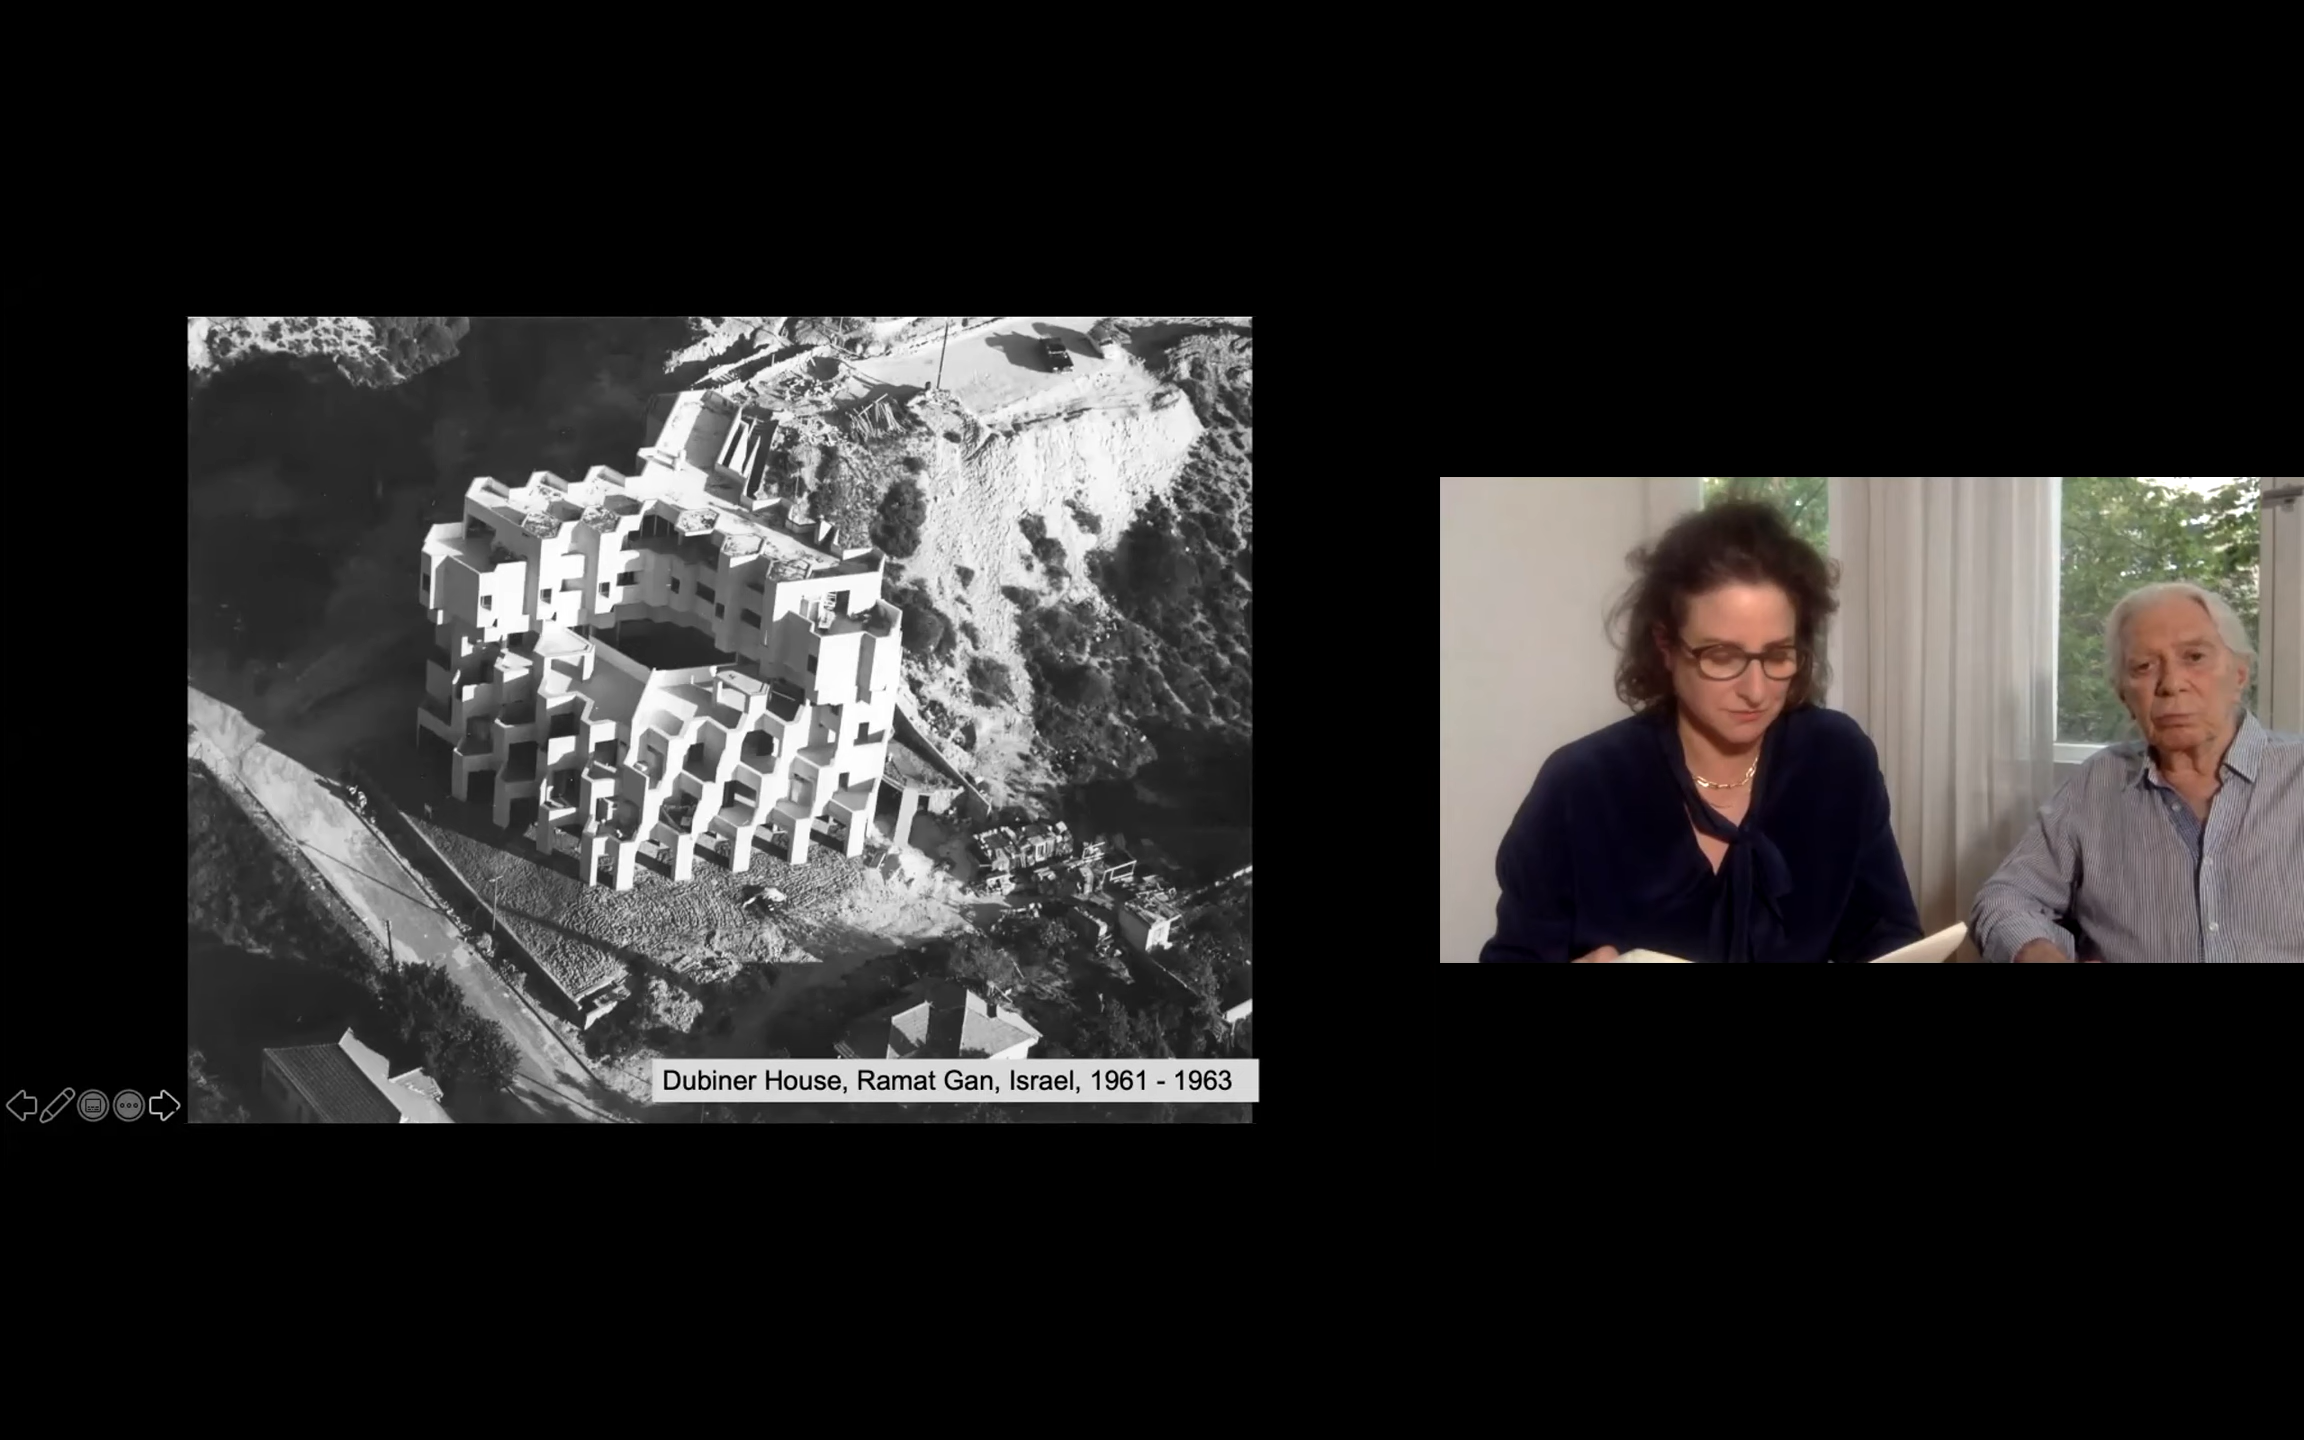 Dubiner House, Ramat Gan, Israel, 1961 - 1963